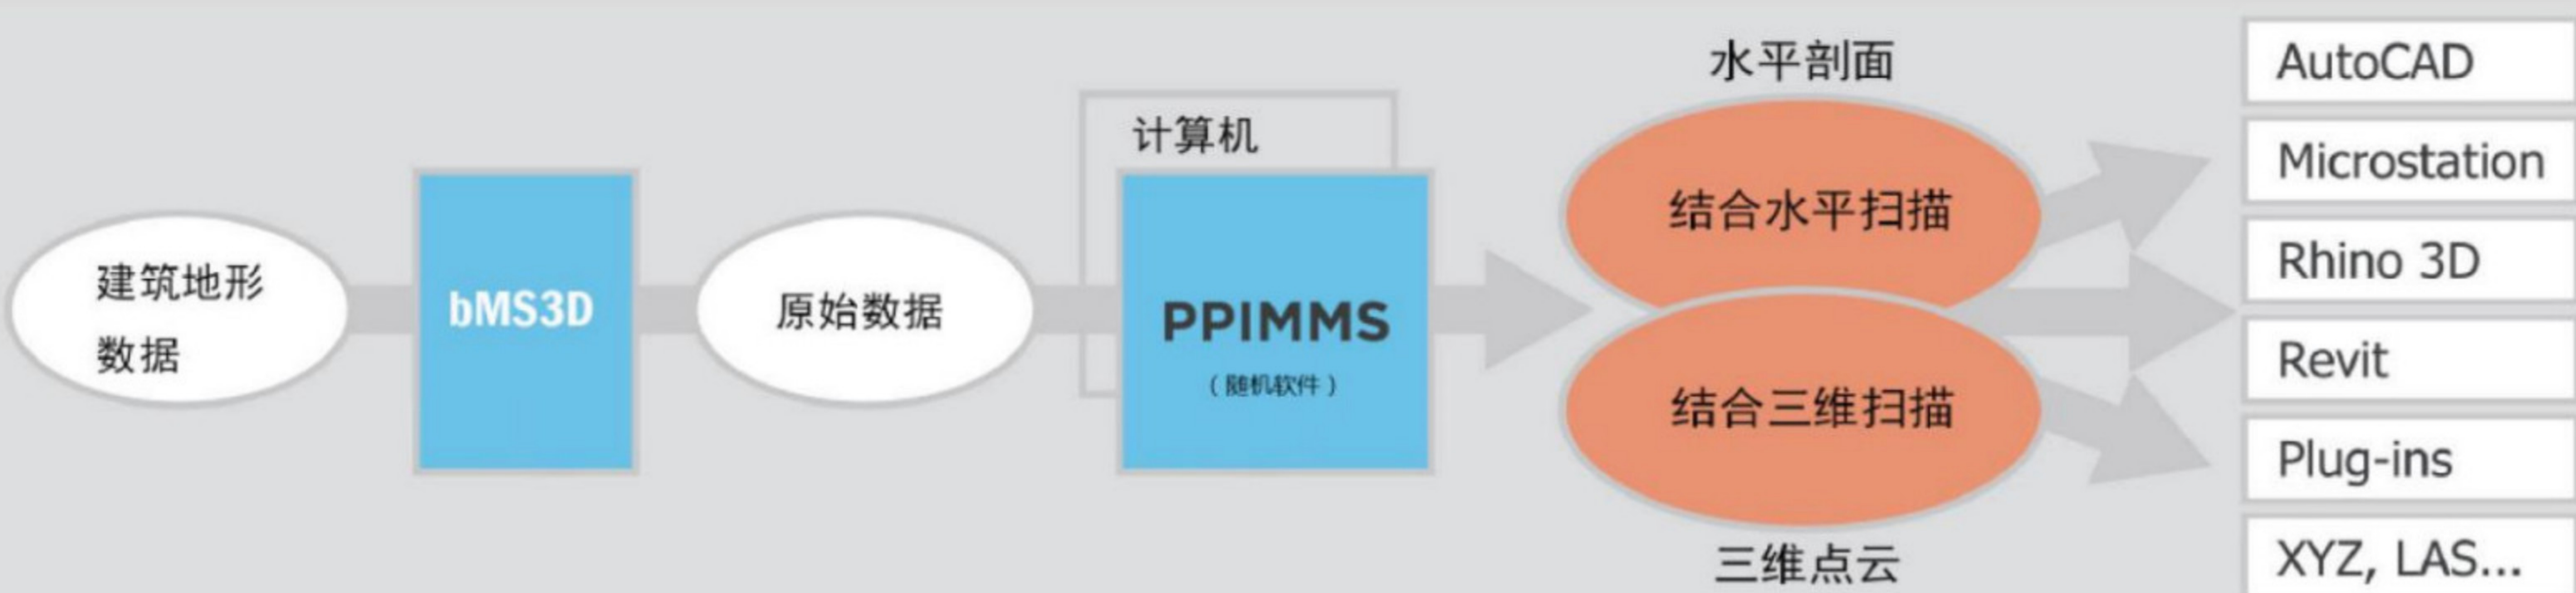 建筑地形
数据
bMS3D
原始数据
计算机
PPIMMS
（随机软件）
水平剖面
结合水平扫描
结合三维扫描
三维点云
AutoCAD
Microstation
Rhino 3D
Revit
Plug-ins
XYZ, LAS...